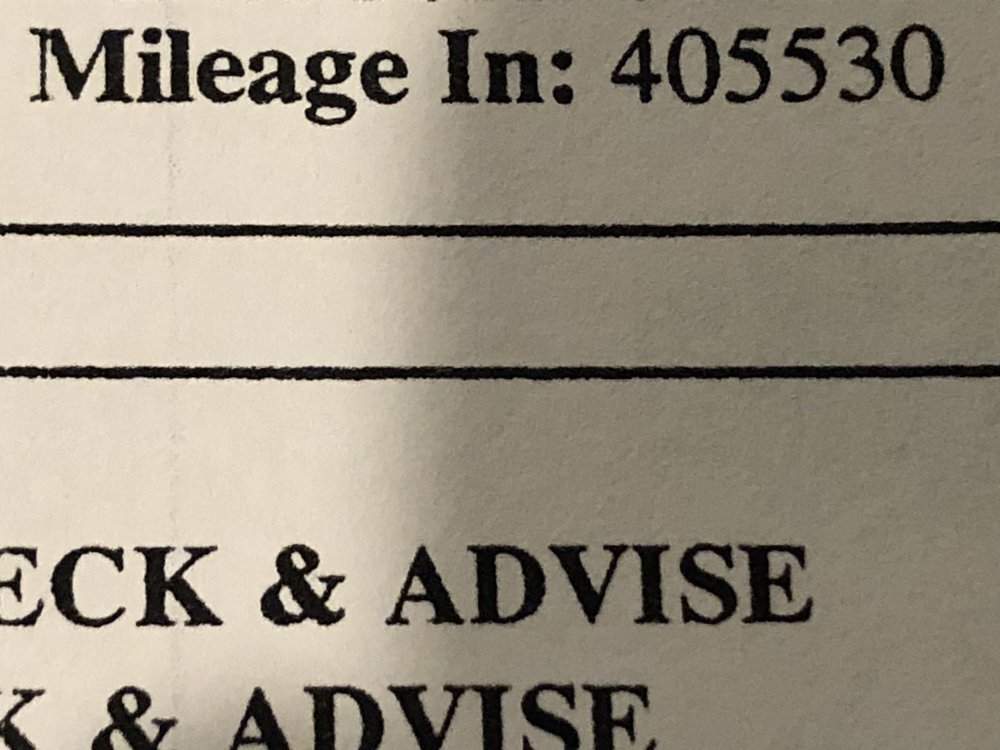 Mileage In: 405530
ECK & ADVISE
K & ADVISE